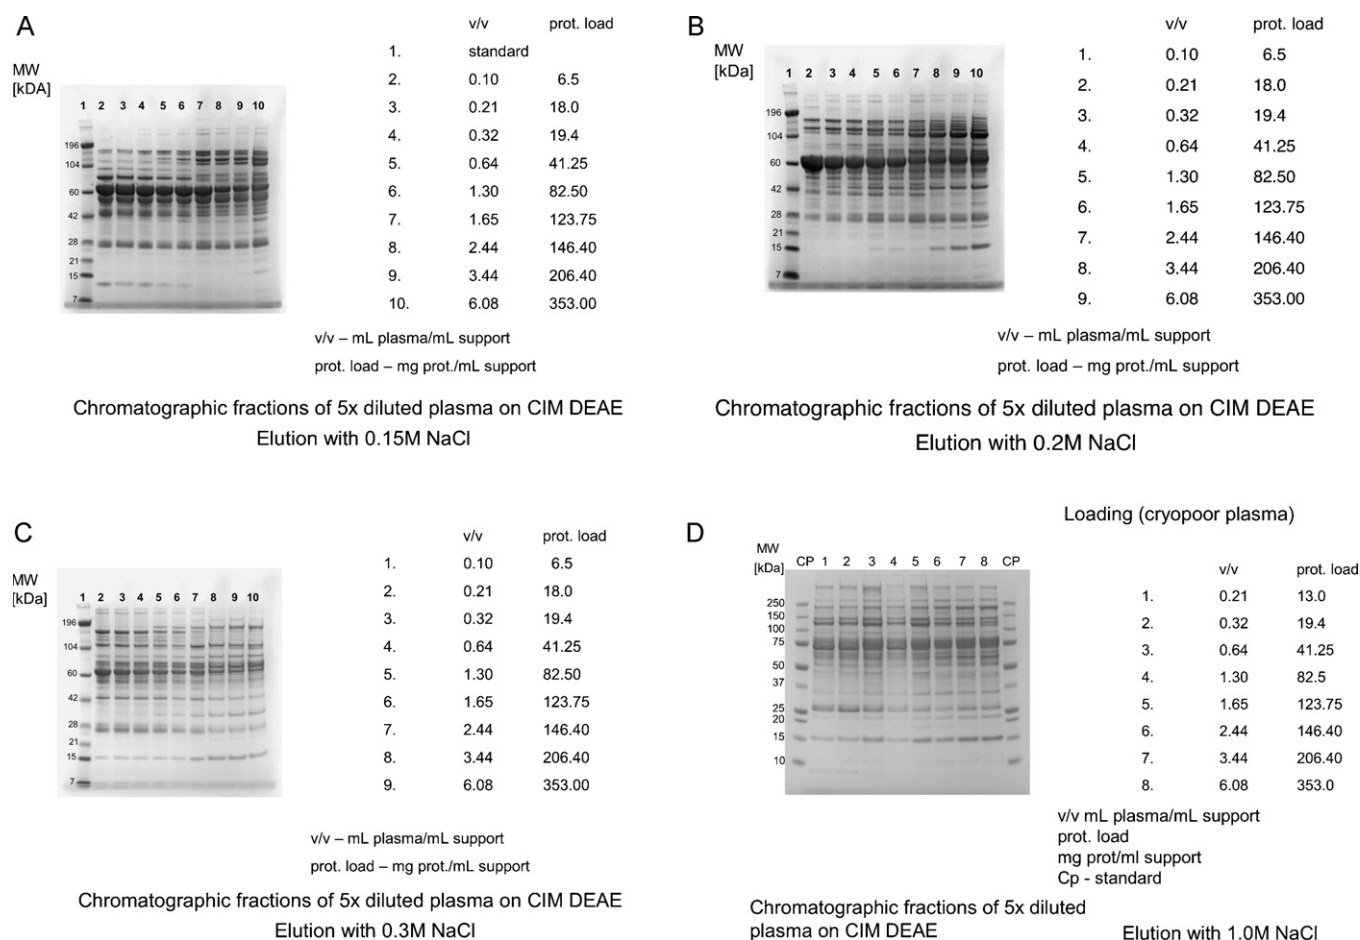 A
v/v prot. load
1. standard
2. 0.10 6.5
3. 0.21 18.0
4. 0.32 19.4
5. 0.64 41.25
6. 1.30 82.50
7. 1.65 123.75
8. 2.44 146.40
9. 3.44 206.40
10. 6.08 353.00
MW
[kDA]
1 2 3 4 5 6 7 8 9 10
196
104
60
42
28
21
15
7
v/v – mL plasma/mL support
prot. load – mg prot./mL support
Chromatographic fractions of 5x diluted plasma on CIM DEAE
Elution with 0.15M NaCl
B
v/v prot. load
1. 0.10 6.5
2. 0.21 18.0
3. 0.32 19.4
4. 0.64 41.25
5. 1.30 82.50
6. 1.65 123.75
7. 2.44 146.40
8. 3.44 206.40
9. 6.08 353.00
MW
[kDa]
1 2 3 4 5 6 7 8 9 10
196
104
60
42
28
21
15
7
v/v – mL plasma/mL support
prot. load – mg prot./mL support
Chromatographic fractions of 5x diluted plasma on CIM DEAE
Elution with 0.2M NaCl
C
v/v prot. load
1. 0.10 6.5
2. 0.21 18.0
3. 0.32 19.4
4. 0.64 41.25
5. 1.30 82.50
6. 1.65 123.75
7. 2.44 146.40
8. 3.44 206.40
9. 6.08 353.00
MW
[kDa]
1 2 3 4 5 6 7 8 9 10
196
104
60
42
28
21
15
7
v/v – mL plasma/mL support
prot. load – mg prot./mL support
Chromatographic fractions of 5x diluted plasma on CIM DEAE
Elution with 0.3M NaCl
D
Loading (cryopoor plasma)
MW
[kDa]
CP 1 2 3 4 5 6 7 8 CP
250
150
100
75
50
37
25
20
15
10
v/v prot. load
1. 0.21 13.0
2. 0.32 19.4
3. 0.64 41.25
4. 1.30 82.5
5. 1.65 123.75
6. 2.44 146.40
7. 3.44 206.40
8. 6.08 353.0
v/v mL plasma/mL support
prot. load
mg prot/ml support
Cp - standard
Chromatographic fractions of 5x diluted
plasma on CIM DEAE
Elution with 1.0M NaCl